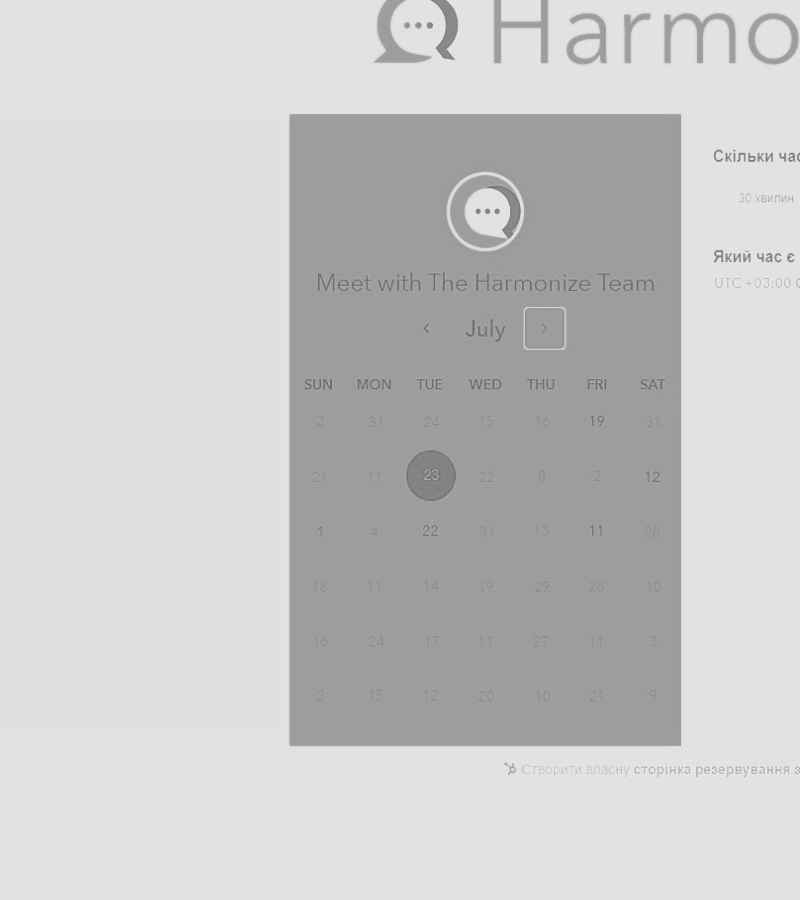 Harmo
Meet with The Harmonize Team
July
SUN MON TUE WED THU FRI SAT
2 31 24 15 16 19 31
21 11 23 22 8 2 12
1 4 22 31 13 11 28
18 11 14 19 29 28 10
16 24 17 11 27 11 3
2 15 12 20 10 21 9
Скільки час
30 хвилин
Який час є
UTC +03:00
Створити власну сторінка резервування з